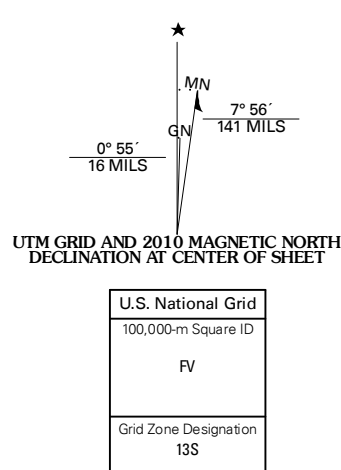 MN
7° 56´
141 MILS
GN
0° 55´
16 MILS
UTM GRID AND 2010 MAGNETIC NORTH
DECLINATION AT CENTER OF SHEET
U.S. National Grid
100,000-m Square ID
FV
Grid Zone Designation
13S